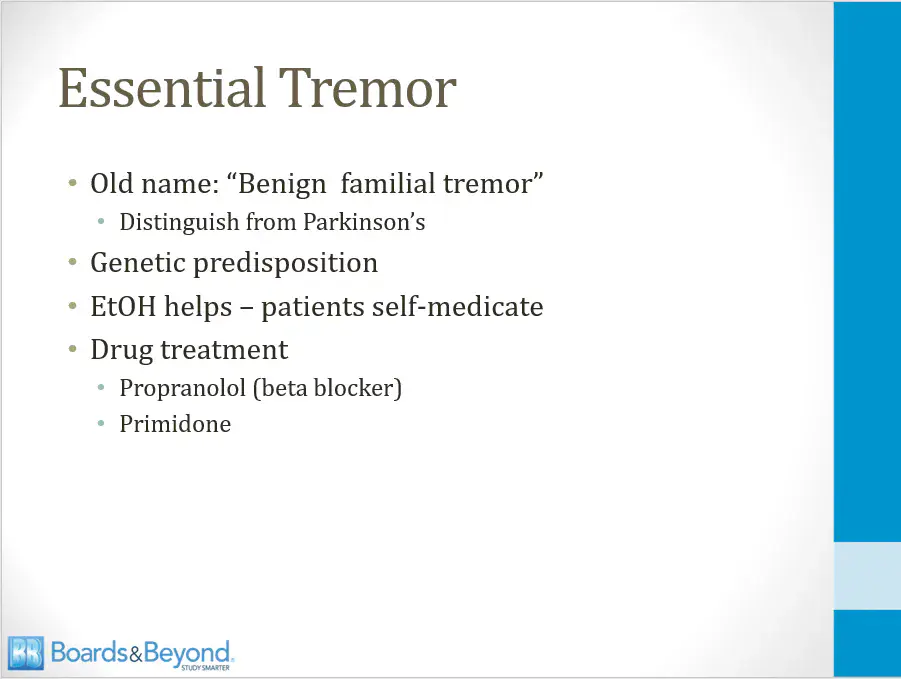 Essential Tremor
• Old name: “Benign  familial tremor”
• Distinguish from Parkinson’s
• Genetic predisposition
• EtOH helps – patients self-medicate
• Drug treatment
• Propranolol (beta blocker)
• Primidone
BB Boards&Beyond.
STUDY SMARTER